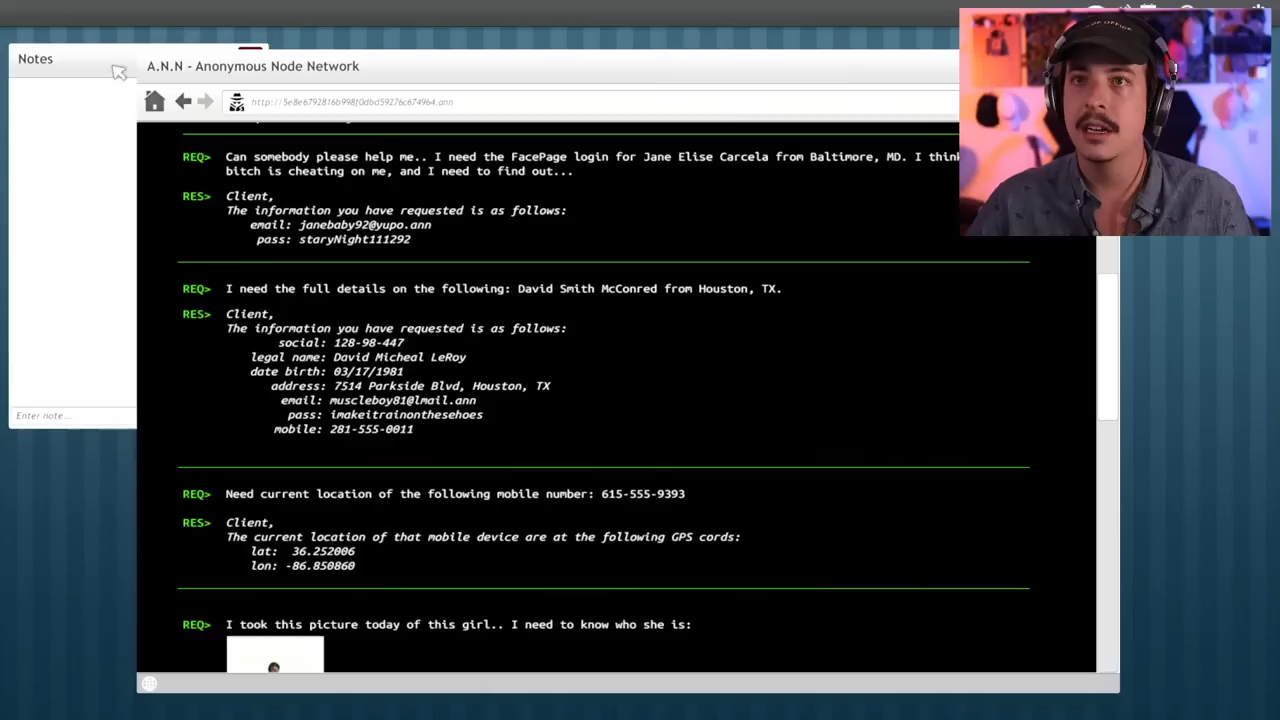 Notes
A.N.N - Anonymous Node Network
http://5e8e6792816b998f0dbd59276c674964.ann
REQ> Can somebody please help me.. I need the FacePage login for Jane Elise Carcela from Baltimore, MD. I thin
bitch is cheating on me, and I need to find out...
RES> Client,
The information you have requested is as follows:
email: janebaby92@yupo.ann
pass: staryNight111292
REQ> I need the full details on the following: David Smith McConred from Houston, TX.
RES> Client,
The information you have requested is as follows:
social: 128-98-447
legal name: David Micheal LeRoy
date birth: 03/17/1981
address: 7514 Parkside Blvd, Houston, TX
email: muscleboy81@lmail.ann
pass: imakeitrainonthesehoes
mobile: 281-555-0011
Enter note...
REQ> Need current location of the following mobile number: 615-555-9393
RES> Client,
The current location of that mobile device are at the following GPS cords:
lat: 36.252006
lon: -86.850860
REQ> I took this picture today of this girl.. I need to know who she is: